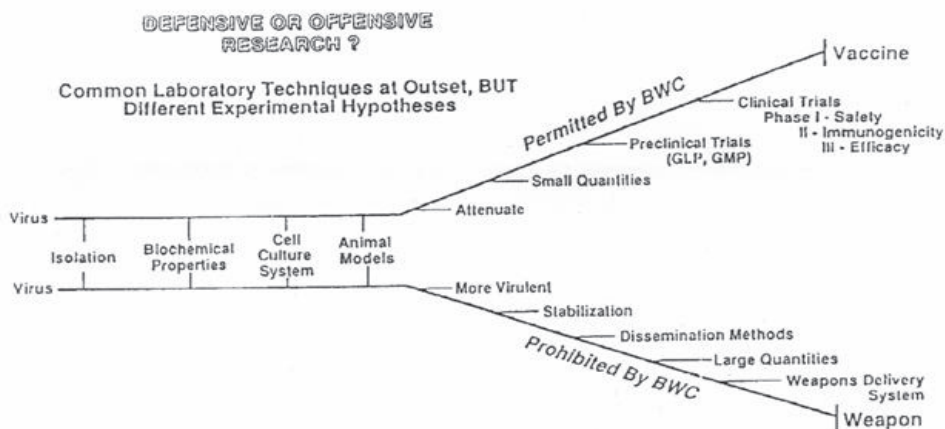 DEFENSIVE OR OFFENSIVE
RESEARCH ?
Common Laboratory Techniques at Outset, BUT
Different Experimental Hypotheses
Permitted By BWC
Vaccine
Clinical Trials
Phase I - Safety
II - Immunogenicity
III - Efficacy
Preclinical Trials
(GLP, GMP)
Small Quantities
Attenuate
Virus
Isolation
Biochemical
Properties
Cell
Culture
System
Animal
Models
Virus
More Virulent
Stabilization
Dissemination Methods
Large Quantities
Weapons Delivery
System
Prohibited By BWC
Weapon